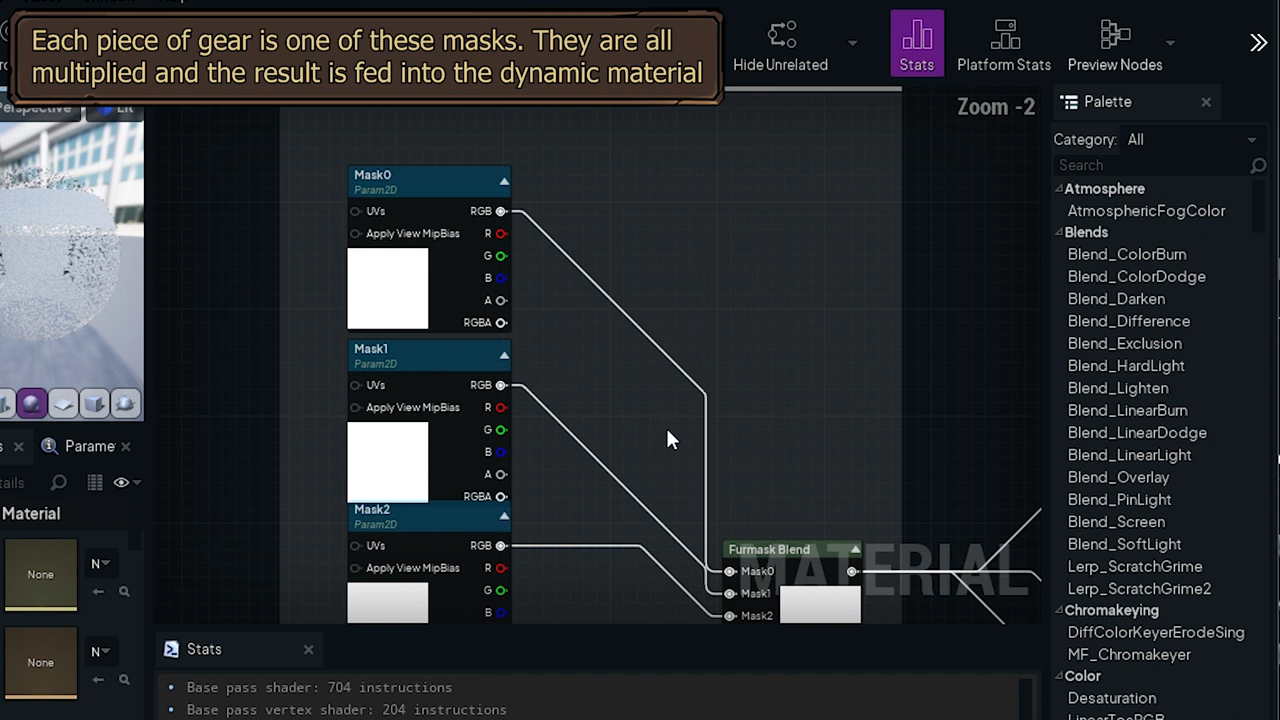 Each piece of gear is one of these masks. They are all
multiplied and the result is fed into the dynamic material
Hide Unrelated
Stats
Platform Stats
Preview Nodes
Perspective
Lit
Zoom -2
Palette
Category: All
Search
Atmosphere
AtmosphericFogColor
Blends
Blend_ColorBurn
Blend_ColorDodge
Blend_Darken
Blend_Difference
Blend_Exclusion
Blend_HardLight
Blend_Lighten
Blend_LinearBurn
Blend_LinearDodge
Blend_LinearLight
Blend_Overlay
Blend_PinLight
Blend_Screen
Blend_SoftLight
Lerp_ScratchGrime
Lerp_ScratchGrime2
Chromakeying
DiffColorKeyerErodeSing
MF_Chromakeyer
Color
Desaturation
Mask0
Param2D
UVs RGB
Apply View MipBias R
G
B
A
RGBA
Mask1
Param2D
UVs RGB
Apply View MipBias R
G
B
A
RGBA
Mask2
Param2D
UVs RGB
Apply View MipBias R
G
B
Furmask Blend
Mask0
Mask1
Mask2
MATERIAL
s
Parame
tails
Material
None
N
None
N
Stats
• Base pass shader: 704 instructions
• Base pass vertex shader: 204 instructions